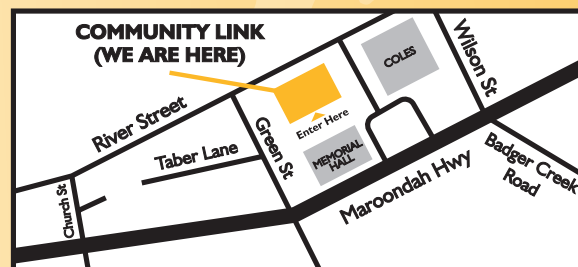 COMMUNITY LINK
(WE ARE HERE)
COLES
Wilson St
River Street
Enter Here
Green St
Taber Lane
MEMORIAL
HALL
Badger Creek
Road
Maroondah Hwy
Church St